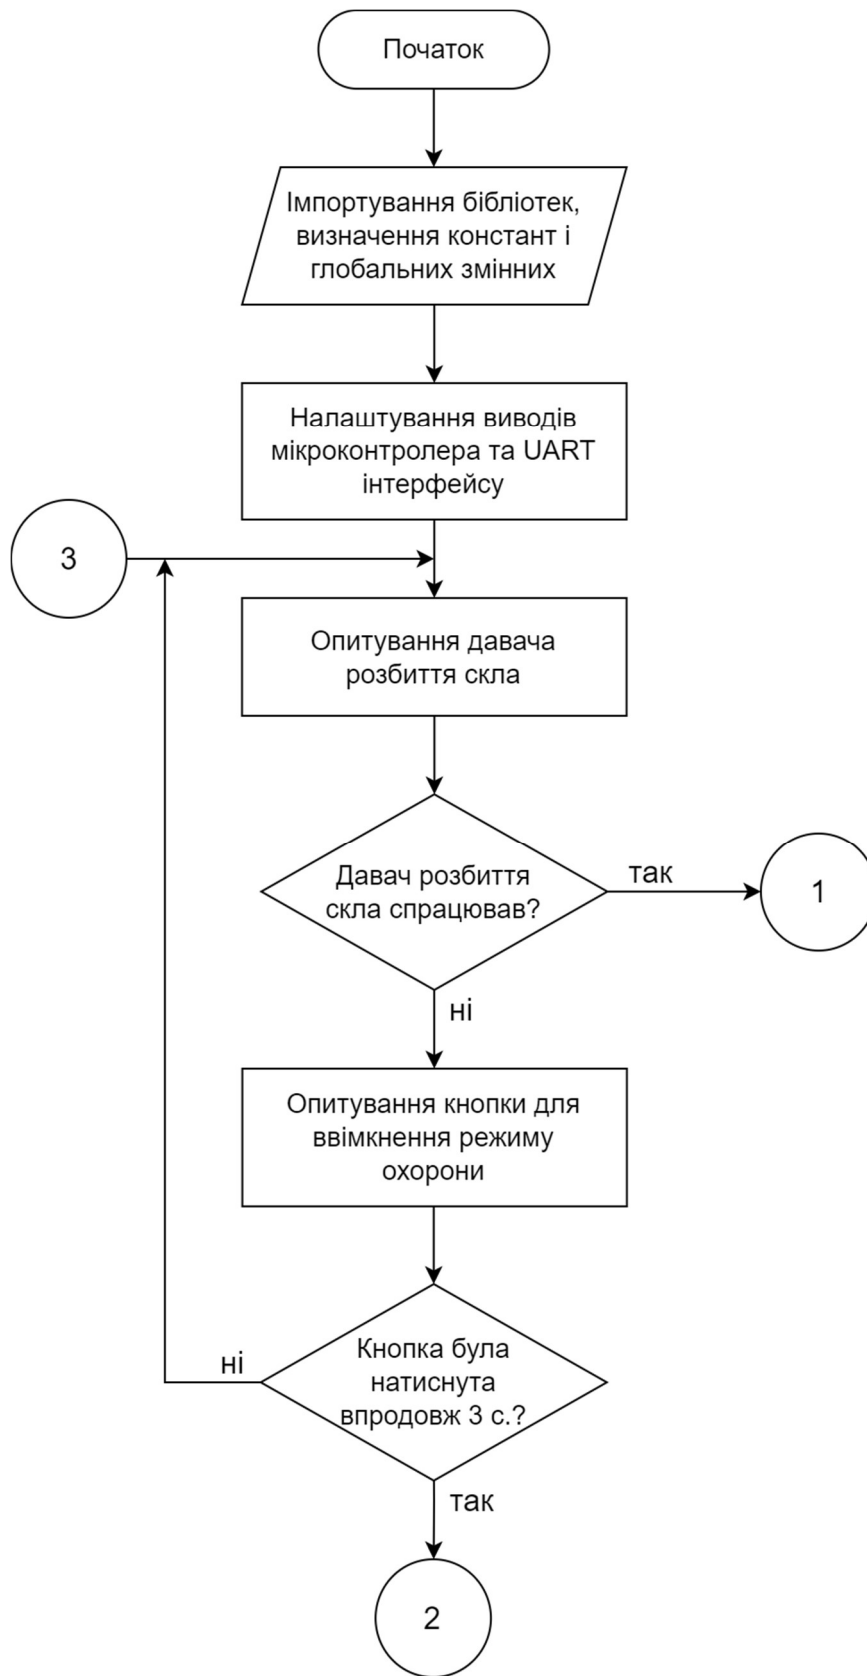 Початок
Імпортування бібліотек,
визначення констант і
глобальних змінних
Налаштування виводів
мікроконтролера та UART
інтерфейсу
3
Опитування давача
розбиття скла
Давач розбиття
скла спрацював?
так
1
ні
Опитування кнопки для
ввімкнення режиму
охорони
Кнопка була
натиснута
впродовж 3 с.?
ні
так
2